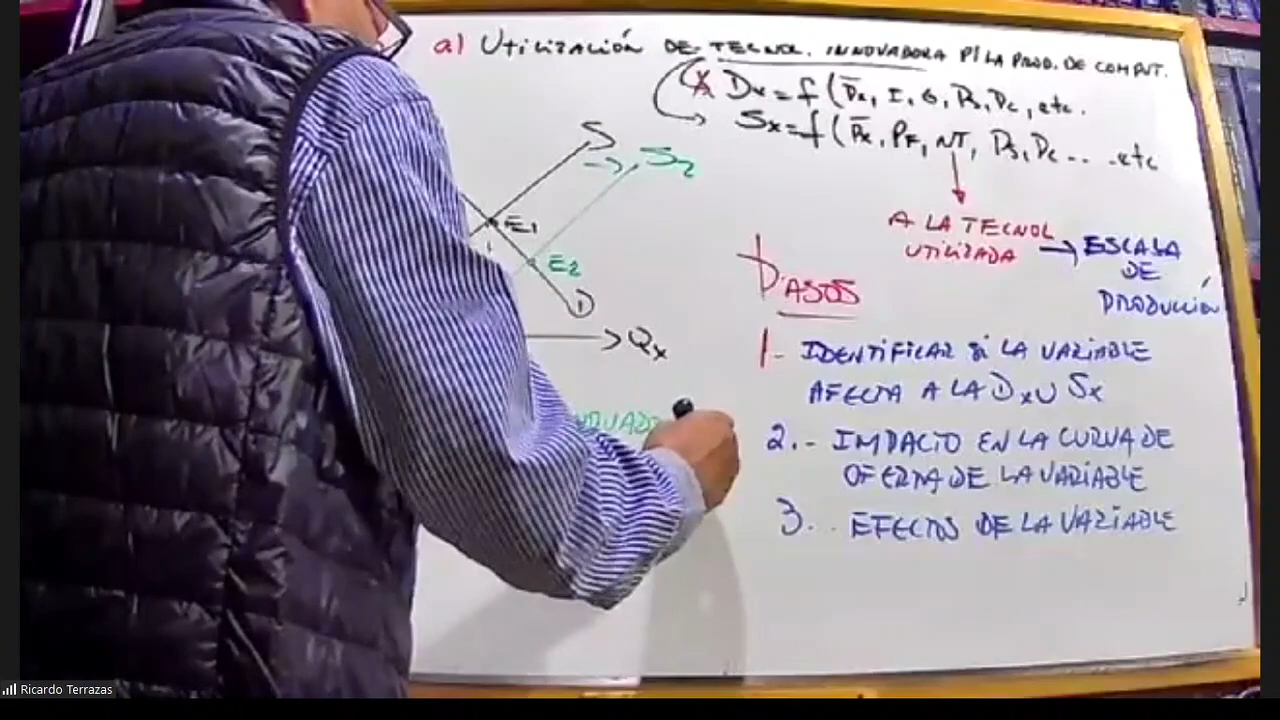 a) UTILIZACIÓN DE TECNOL. INNOVADORA P/LA PROD. DE COMPUT.
X Dx = f (P̄x, I, G, Ps, Pc, etc.
Sx = f (P̄x, PF, NT, Ps, Pc ... etc
S
S2
E1
E2
D
Qx
A LA TECNOL
UTILIZADA → ESCALA
DE
PRODUCCIÓN
PASOS
1.- IDENTIFICAR SI LA VARIABLE
AFECTA A LA Dx U Sx
2.- IMPACTO EN LA CURVA DE
OFERTA DE LA VARIABLE
3. .. EFECTOS DE LA VARIABLE
Ricardo Terrazas